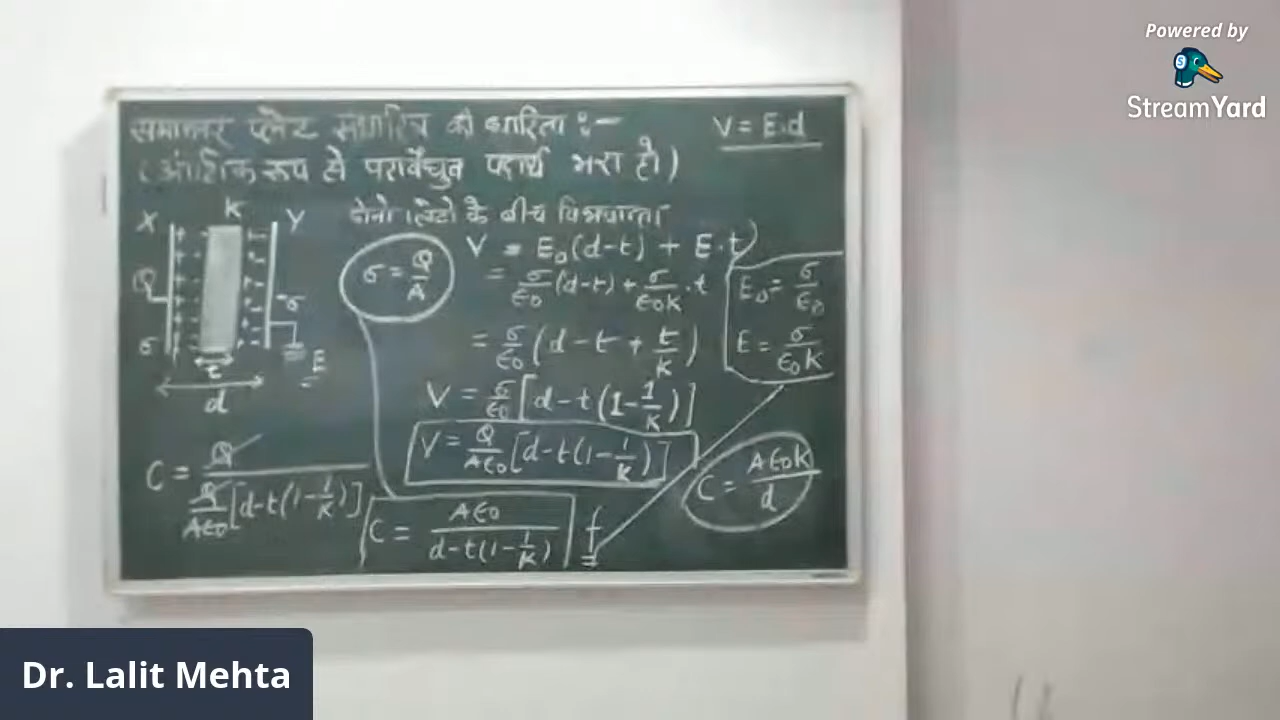 Powered by
StreamYard
समान्तर प्लेट संधारित्र की धारिता :-
V = E.d
(आंशिक रूप से परावैद्युत पदार्थ भरा हो)
दोनो प्लेटो के बीच विभवान्तर
X K Y
Q
σ
-σ
t
E
d
σ = Q/A
V = E₀(d-t) + E.t
= σ/ε₀ (d-t) + σ/ε₀K .t
= σ/ε₀ (d - t + t/K)
V = σ/ε₀ [d - t(1 - 1/K)]
V = Q/Aε₀ [d - t(1 - 1/K)]
E₀ = σ/ε₀
E = σ/ε₀K
C = Q / Q/Aε₀ [d - t(1 - 1/K)]
C = Aε₀ / d - t(1 - 1/K) f
C = Aε₀K / d
Dr. Lalit Mehta